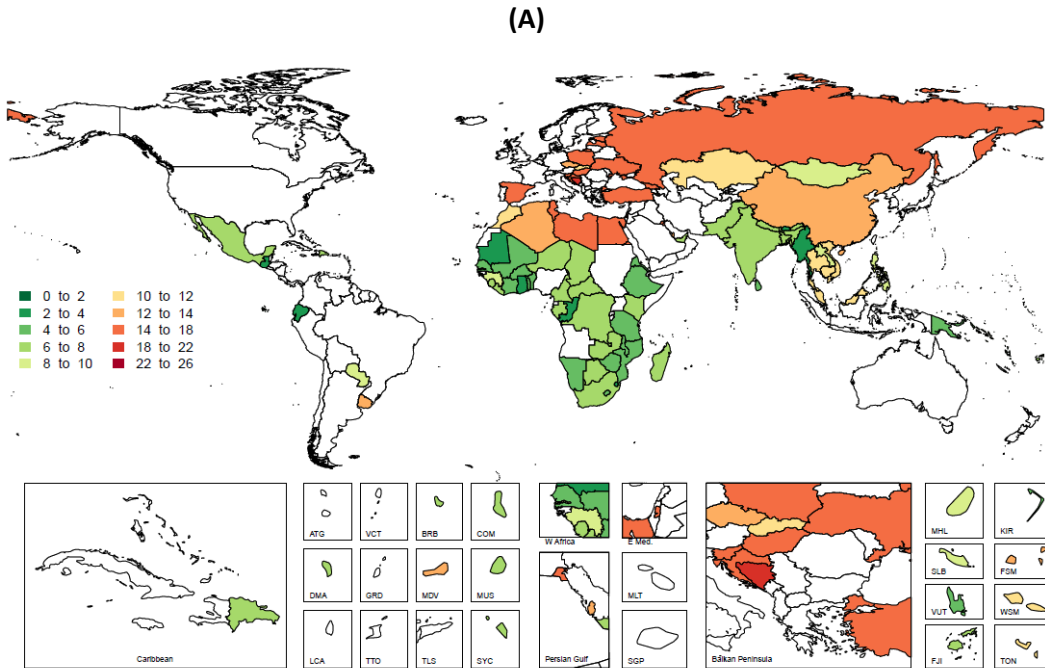 (A)
0 to 2
2 to 4
4 to 6
6 to 8
8 to 10
10 to 12
12 to 14
14 to 18
18 to 22
22 to 26
Caribbean
ATG
VCT
BRB
COM
DMA
GRD
MDV
MUS
LCA
TTO
TLS
SYC
W Africa
E Med.
Persian Gulf
MLT
SGP
Balkan Peninsula
MHL
KIR
SLB
FSM
VUT
WSM
FJI
TON